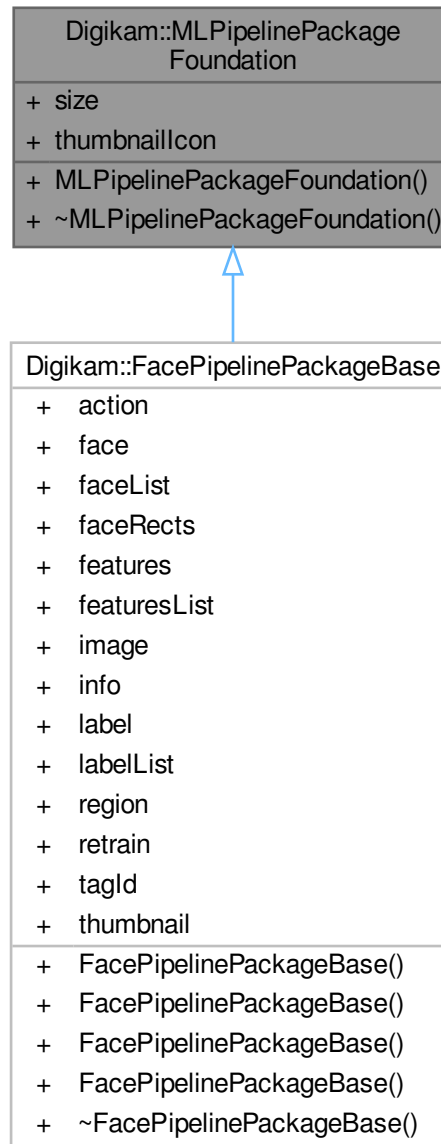 Digikam::MLPipelinePackage
Foundation
+ size
+ thumbnailIcon
+ MLPipelinePackageFoundation()
+ ~MLPipelinePackageFoundation()
Digikam::FacePipelinePackageBase
+ action
+ face
+ faceList
+ faceRects
+ features
+ featuresList
+ image
+ info
+ label
+ labelList
+ region
+ retrain
+ tagId
+ thumbnail
+ FacePipelinePackageBase()
+ FacePipelinePackageBase()
+ FacePipelinePackageBase()
+ FacePipelinePackageBase()
+ ~FacePipelinePackageBase()